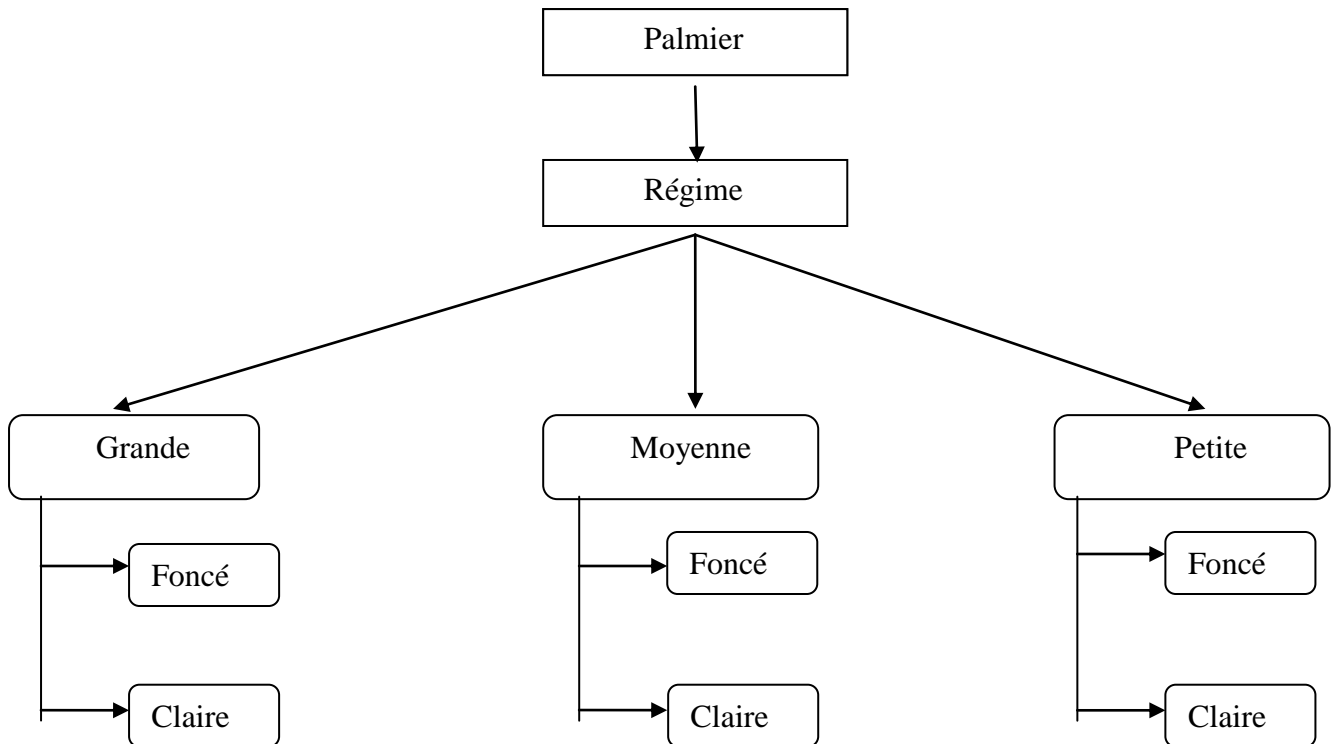 Palmier
Régime
Grande
Moyenne
Petite
Foncé
Foncé
Foncé
Claire
Claire
Claire